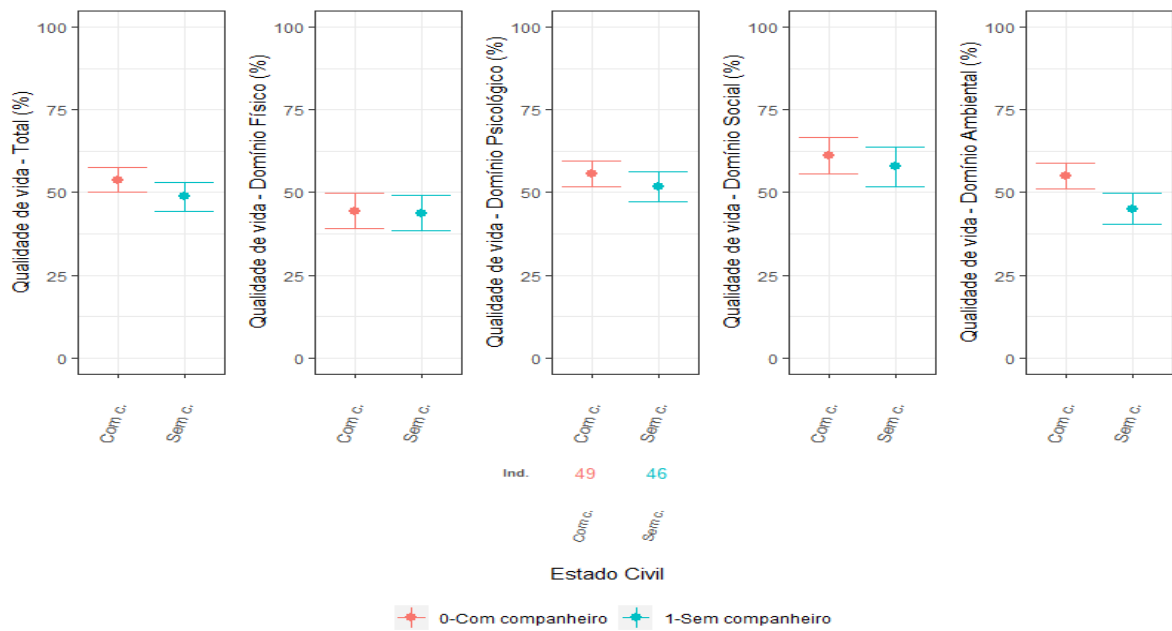 Qualidade de vida - Total (%)
100
75
50
25
0
Com c.
Sem c.
Qualidade de vida - Domínio Físico (%)
100
75
50
25
0
Com c.
Sem c.
Qualidade de vida - Domínio Psicológico (%)
100
75
50
25
0
Com c.
Sem c.
Qualidade de vida - Domínio Social (%)
100
75
50
25
0
Com c.
Sem c.
Qualidade de vida - Domínio Ambiental (%)
100
75
50
25
0
Com c.
Sem c.
Ind. 49 46
Com c.
Sem c.
Estado Civil
0-Com companheiro 1-Sem companheiro